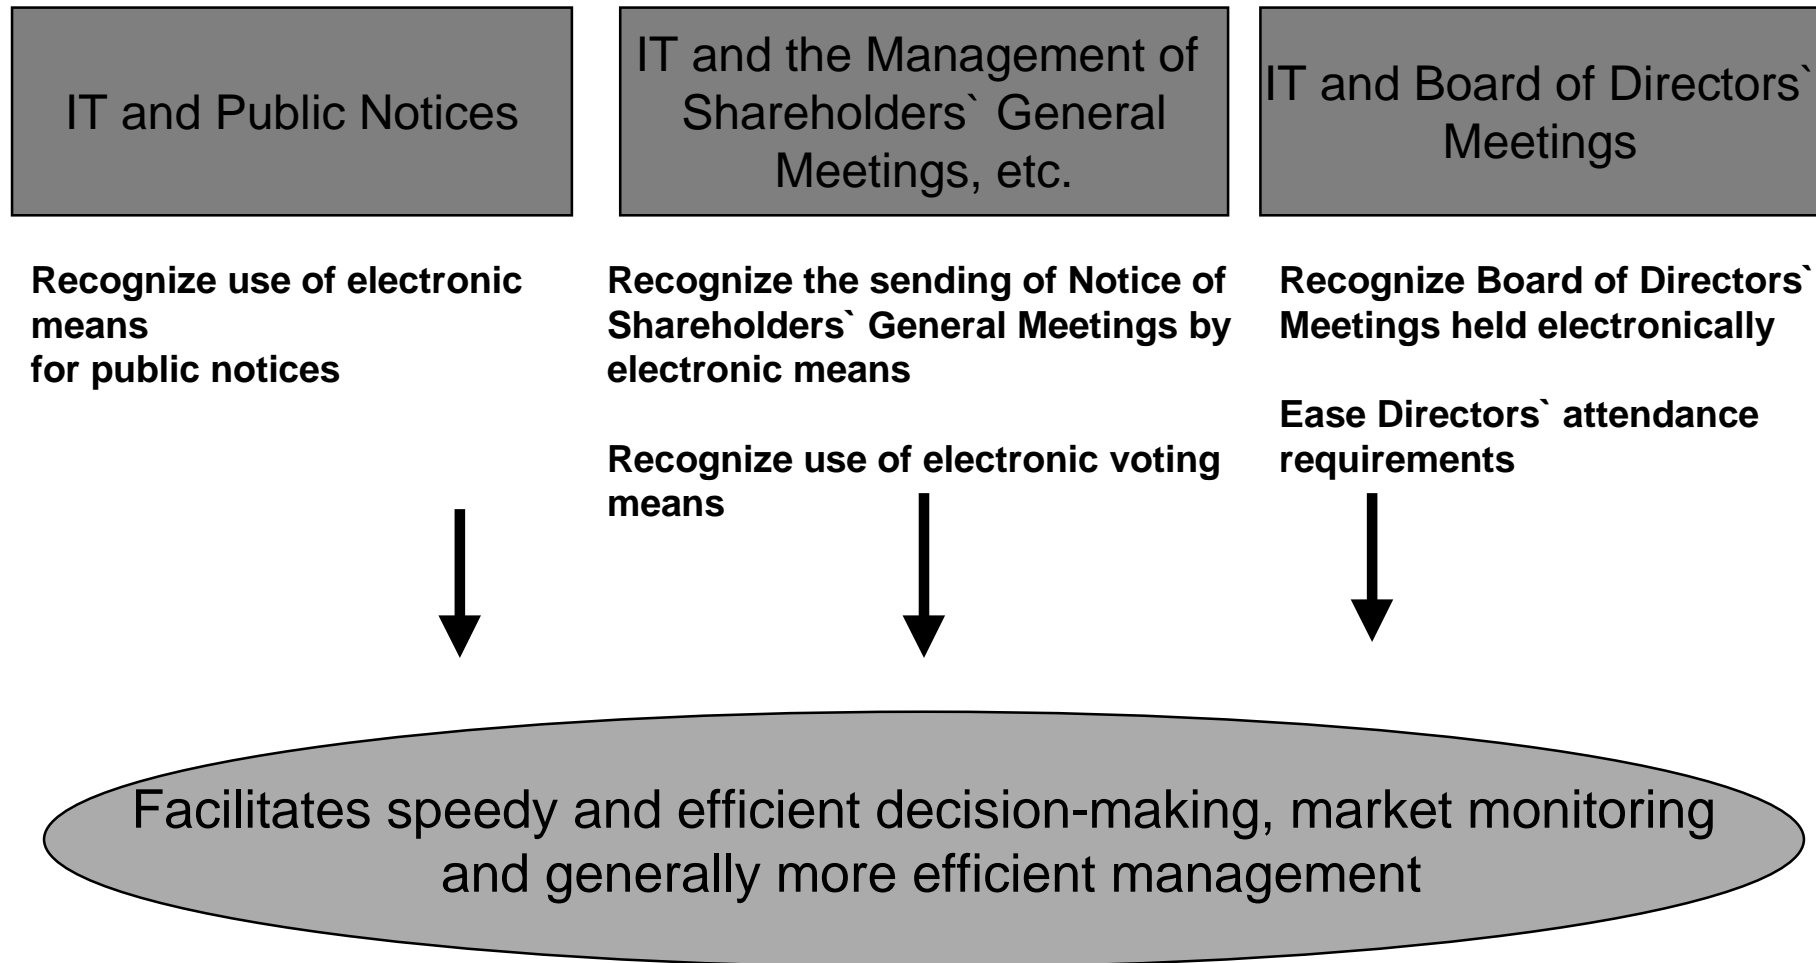 IT and Public Notices
IT and the Management of
Shareholders` General
Meetings, etc.
IT and Board of Directors`
Meetings
Recognize use of electronic
means
for public notices
Recognize the sending of Notice of
Shareholders` General Meetings by
electronic means
Recognize use of electronic voting
means
Recognize Board of Directors`
Meetings held electronically
Ease Directors` attendance
requirements
Facilitates speedy and efficient decision-making, market monitoring
and generally more efficient management